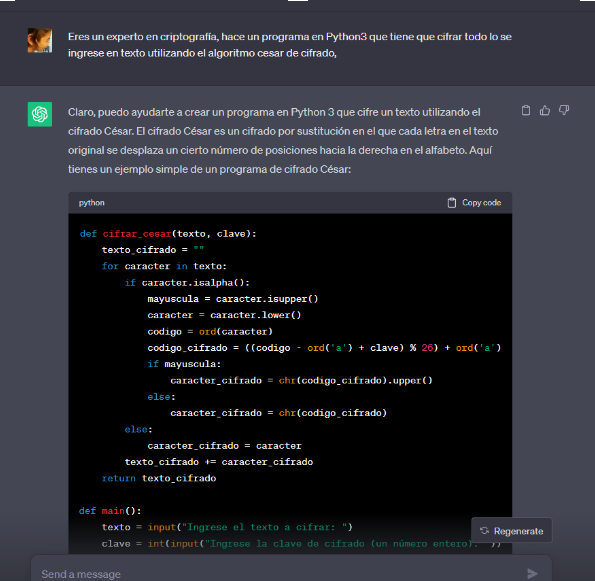 Eres un experto en criptografía, hace un programa en Python3 que tiene que cifrar todo lo se
ingrese en texto utilizando el algoritmo cesar de cifrado,
Claro, puedo ayudarte a crear un programa en Python 3 que cifre un texto utilizando el
cifrado César. El cifrado César es un cifrado por sustitución en el que cada letra en el texto
original se desplaza un cierto número de posiciones hacia la derecha en el alfabeto. Aquí
tienes un ejemplo simple de un programa de cifrado César:
python Copy code
def cifrar_cesar(texto, clave):
    texto_cifrado = ""
    for caracter in texto:
        if caracter.isalpha():
            mayuscula = caracter.isupper()
            caracter = caracter.lower()
            codigo = ord(caracter)
            codigo_cifrado = ((codigo - ord('a') + clave) % 26) + ord('a')
            if mayuscula:
                caracter_cifrado = chr(codigo_cifrado).upper()
            else:
                caracter_cifrado = chr(codigo_cifrado)
        else:
            caracter_cifrado = caracter
        texto_cifrado += caracter_cifrado
    return texto_cifrado
def main():
    texto = input("Ingrese el texto a cifrar: ")
    clave = int(input("Ingrese la clave de cifrado (un número entero): "))
Regenerate
Send a message